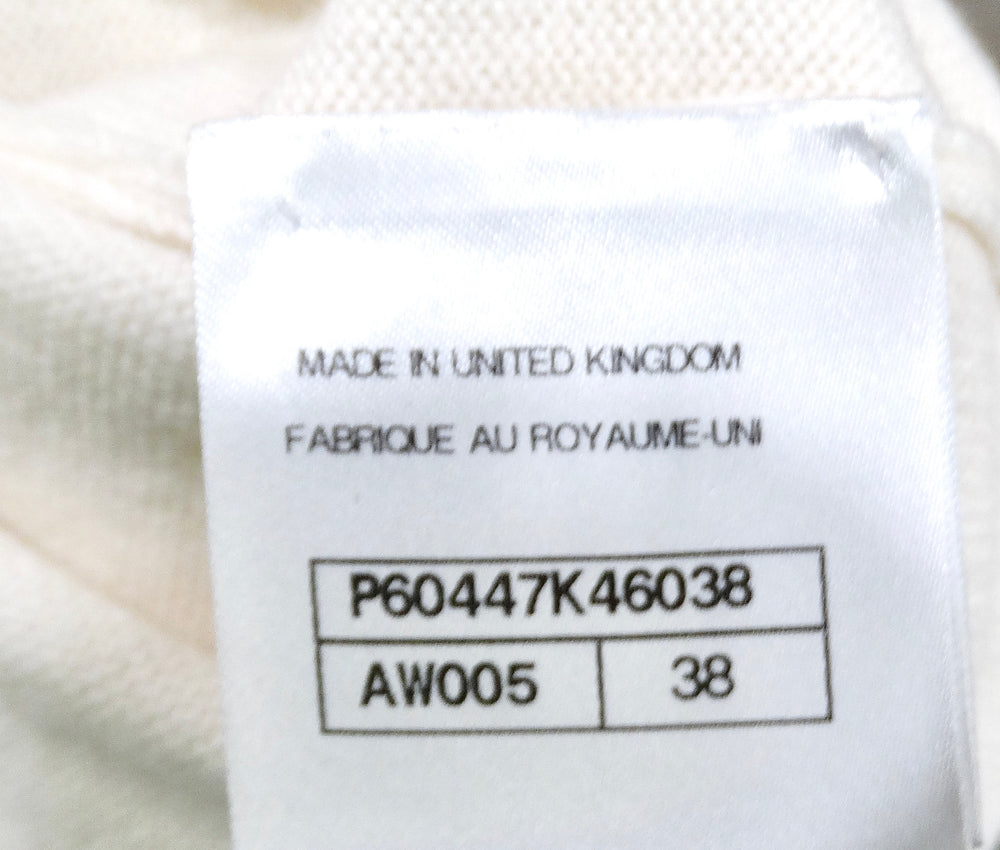 MADE IN UNITED KINGDOM
FABRIQUE AU ROYAUME-UNI
P60447K46038
AW005 38